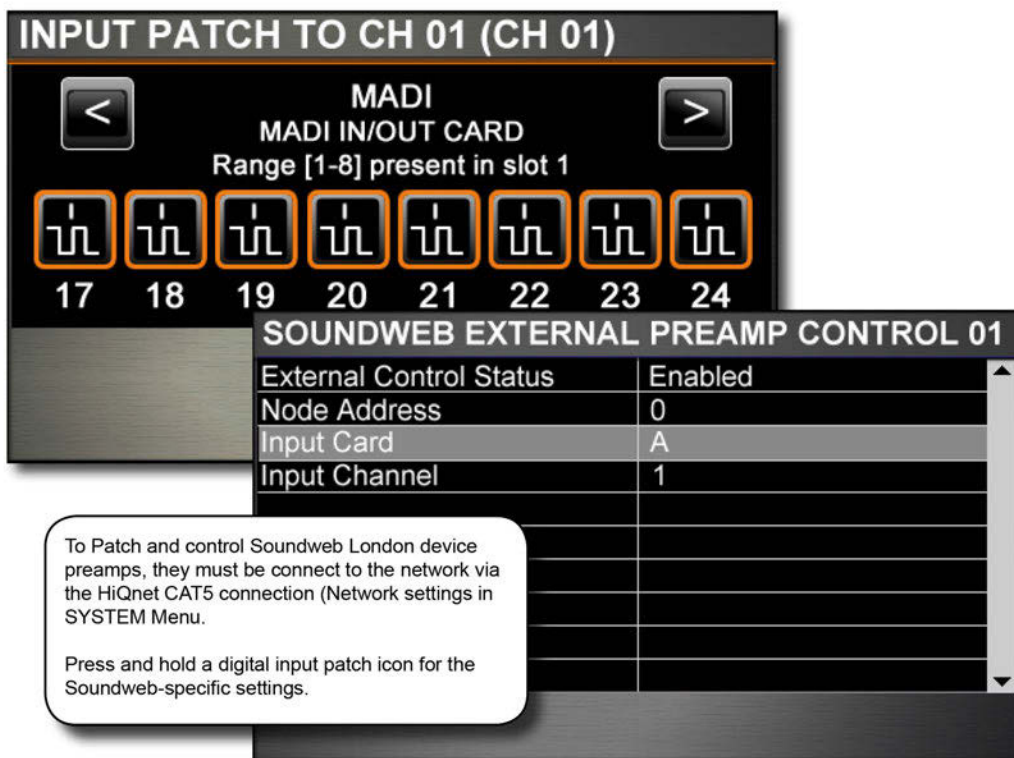 INPUT PATCH TO CH 01 (CH 01)
<
MADI
>
MADI IN/OUT CARD
Range [1-8] present in slot 1
17 18 19 20 21 22 23 24
SOUNDWEB EXTERNAL PREAMP CONTROL 01
External Control Status Enabled
Node Address 0
Input Card A
Input Channel 1
To Patch and control Soundweb London device
preamps, they must be connect to the network via
the HiQnet CAT5 connection (Network settings in
SYSTEM Menu.
Press and hold a digital input patch icon for the
Soundweb-specific settings.